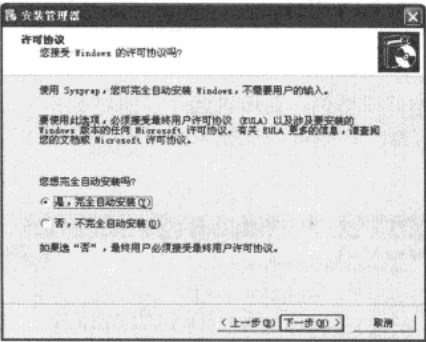 安装管理器
许可协议
您接受 Windows 的许可协议吗?
使用 Sysprep，您可完全自动安装 Windows，不需要用户的输入。
要使用此选项，必须接受最终用户许可协议 (EULA) 以及涉及要安装的
Windows 版本的任何 Microsoft 许可协议。有关 EULA 更多的信息，请查阅
您的文档或 Microsoft 许可协议。
您想完全自动安装吗?
是，完全自动安装(Y)
否，不完全自动安装(O)
如果选“否”，最终用户必须接受最终用户许可协议。
<上一步(B) 下一步(N)> 取消